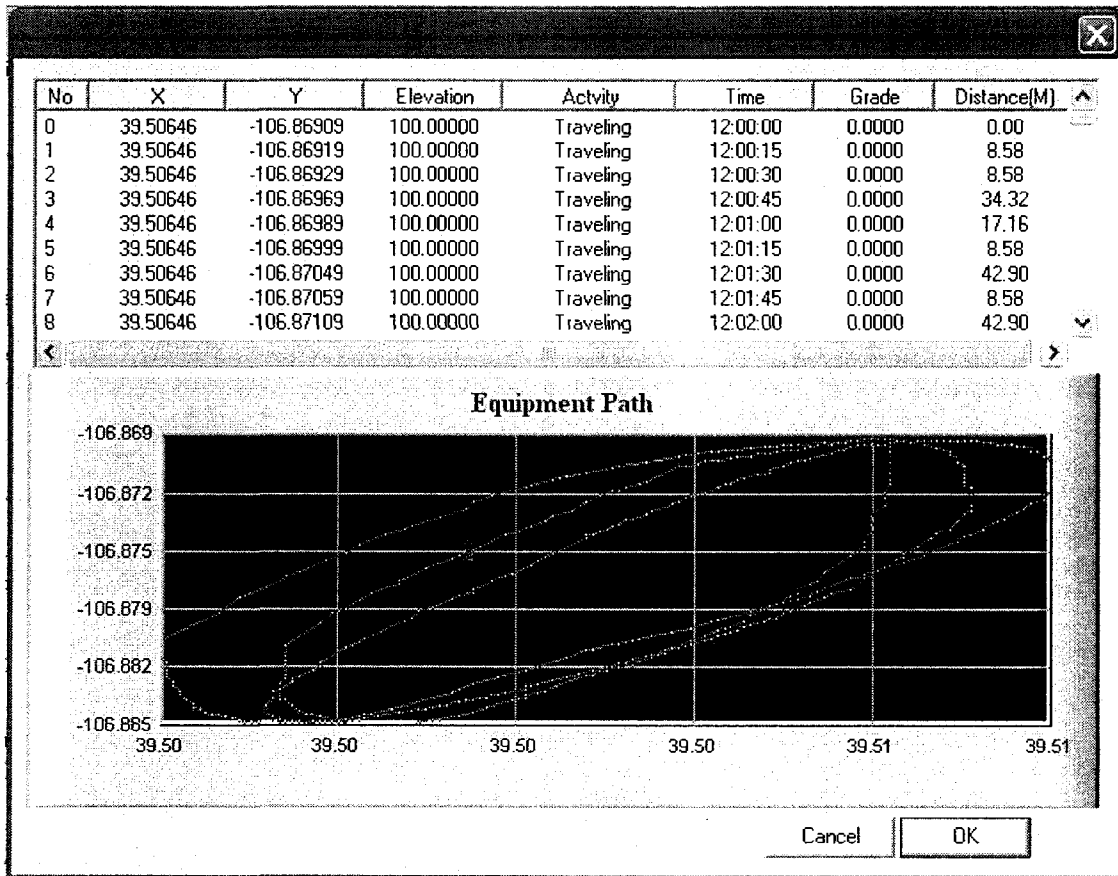 No X Y Elevation Actvity Time Grade Distance(M)
0 39.50646 -106.86909 100.00000 Traveling 12:00:00 0.0000 0.00
1 39.50646 -106.86919 100.00000 Traveling 12:00:15 0.0000 8.58
2 39.50646 -106.86929 100.00000 Traveling 12:00:30 0.0000 8.58
3 39.50646 -106.86969 100.00000 Traveling 12:00:45 0.0000 34.32
4 39.50646 -106.86989 100.00000 Traveling 12:01:00 0.0000 17.16
5 39.50646 -106.86999 100.00000 Traveling 12:01:15 0.0000 8.58
6 39.50646 -106.87049 100.00000 Traveling 12:01:30 0.0000 42.90
7 39.50646 -106.87059 100.00000 Traveling 12:01:45 0.0000 8.58
8 39.50646 -106.87109 100.00000 Traveling 12:02:00 0.0000 42.90
Equipment Path
-106.869
-106.872
-106.875
-106.879
-106.882
-106.885
39.50 39.50 39.50 39.50 39.51 39.51
Cancel OK